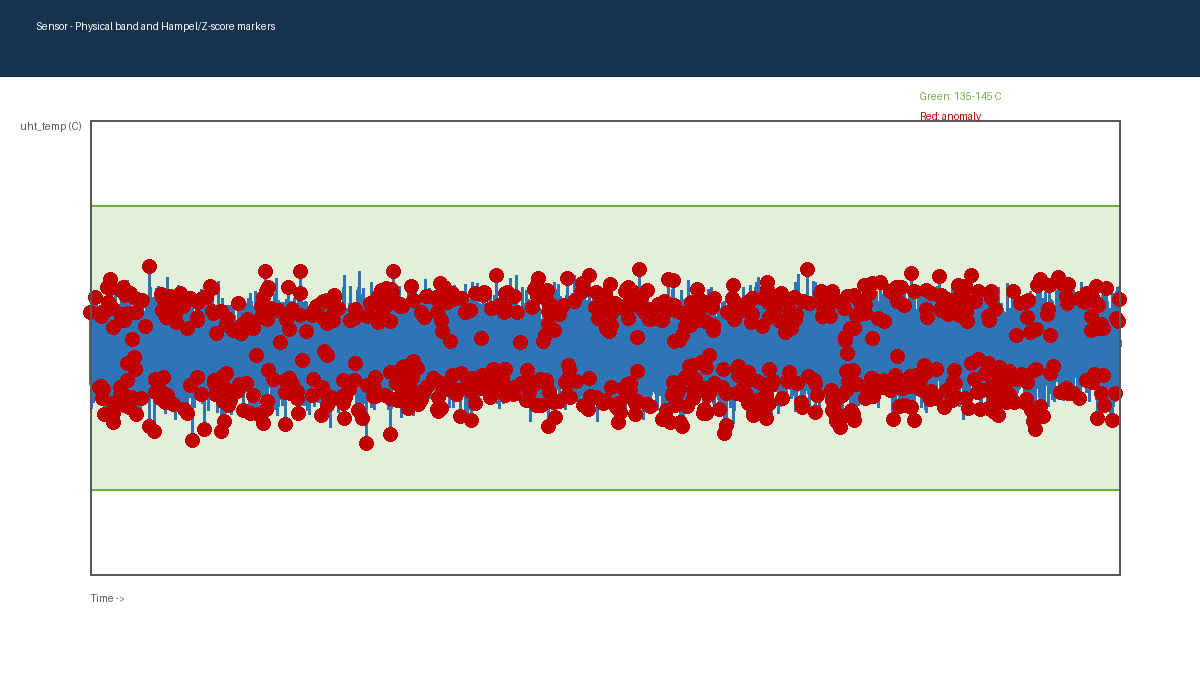 Sensor - Physical band and Hampel/Z-score markers
Green: 135-145 C
Red: anomaly
uht_temp (C)
Time ->